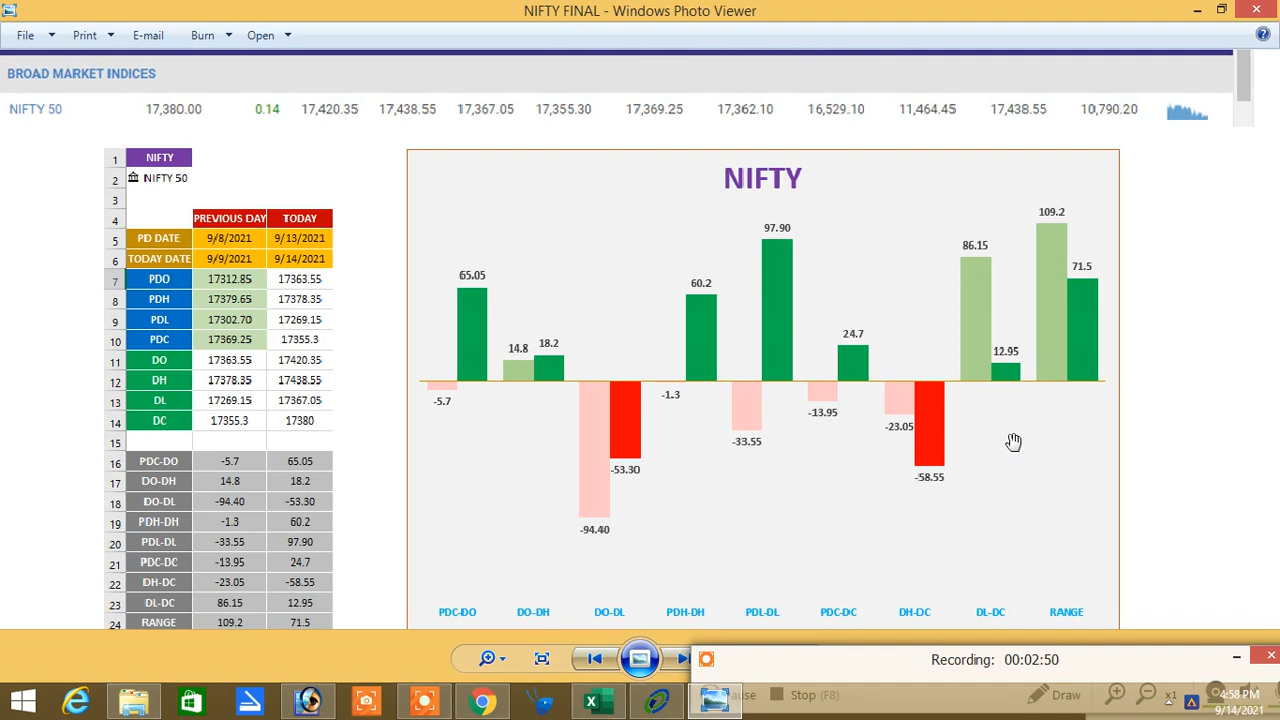 NIFTY FINAL - Windows Photo Viewer
File Print E-mail Burn Open
BROAD MARKET INDICES
NIFTY 50 17,380.00 0.14 17,420.35 17,438.55 17,367.05 17,355.30 17,369.25 17,362.10 16,529.10 11,464.45 17,438.55 10,790.20
1 NIFTY
2 NIFTY 50
3
4 PREVIOUS DAY TODAY
5 PD DATE 9/8/2021 9/13/2021
6 TODAY DATE 9/9/2021 9/14/2021
7 PDO 17312.85 17363.55
8 PDH 17379.65 17378.35
9 PDL 17302.70 17269.15
10 PDC 17369.25 17355.3
11 DO 17363.55 17420.35
12 DH 17378.35 17438.55
13 DL 17269.15 17367.05
14 DC 17355.3 17380
15
16 PDC-DO -5.7 65.05
17 DO-DH 14.8 18.2
18 DO-DL -94.40 -53.30
19 PDH-DH -1.3 60.2
20 PDL-DL -33.55 97.90
21 PDC-DC -13.95 24.7
22 DH-DC -23.05 -58.55
23 DL-DC 86.15 12.95
24 RANGE 109.2 71.5
NIFTY
109.2
97.90
86.15
65.05
60.2
71.5
14.8 18.2
24.7
12.95
-5.7
-1.3
-13.95
-23.05
-33.55
-53.30
-58.55
-94.40
PDC-DO DO-DH DO-DL PDH-DH PDL-DL PDC-DC DH-DC DL-DC RANGE
Recording: 00:02:50
Pause Stop (F8) Draw x1
4:58 PM
9/14/2021